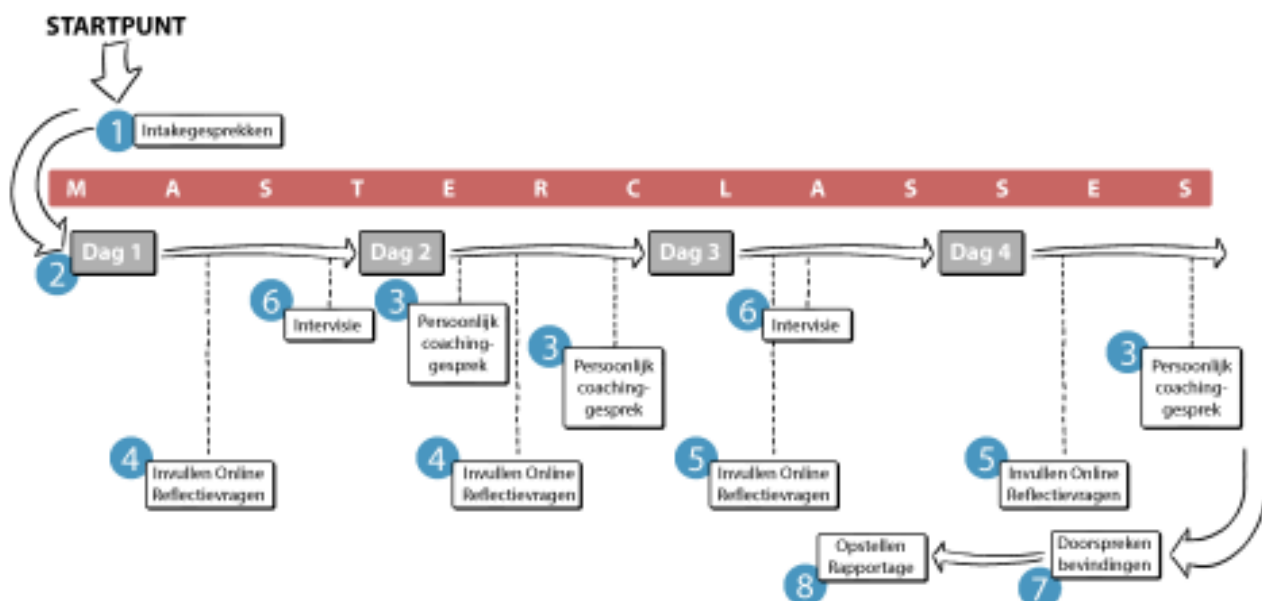 STARTPUNT
1 Intakegesprekken
M A S T E R C L A S S E S
2 Dag 1
Dag 2
Dag 3
Dag 4
6 Intervisie
3 Persoonlijk
coaching-
gesprek
3 Persoonlijk
coaching-
gesprek
6 Intervisie
3 Persoonlijk
coaching-
gesprek
4 Invullen Online
Reflectievragen
4 Invullen Online
Reflectievragen
5 Invullen Online
Reflectievragen
5 Invullen Online
Reflectievragen
8 Opstellen
Rapportage
7 Doorspreken
bevindingen